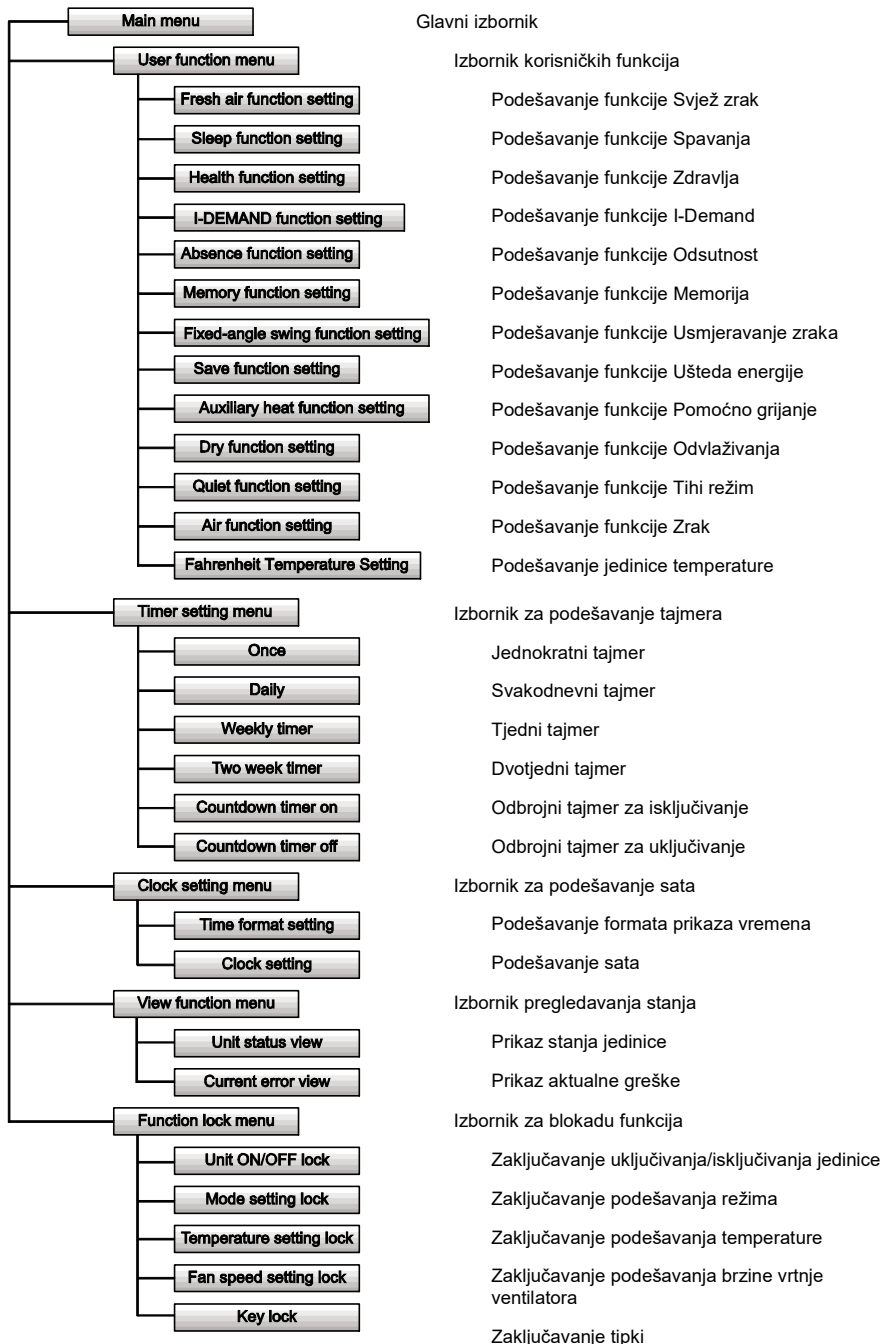 Main menu Glavni izbornik
User function menu Izbornik korisničkih funkcija
Fresh air function setting Podešavanje funkcije Svjež zrak
Sleep function setting Podešavanje funkcije Spavanja
Health function setting Podešavanje funkcije Zdravlja
I-DEMAND function setting Podešavanje funkcije I-Demand
Absence function setting Podešavanje funkcije Odsutnost
Memory function setting Podešavanje funkcije Memorija
Fixed-angle swing function setting Podešavanje funkcije Usmjeravanje zraka
Save function setting Podešavanje funkcije Ušteda energije
Auxiliary heat function setting Podešavanje funkcije Pomoćno grijanje
Dry function setting Podešavanje funkcije Odvlaživanja
Quiet function setting Podešavanje funkcije Tihi režim
Air function setting Podešavanje funkcije Zrak
Fahrenheit Temperature Setting Podešavanje jedinice temperature
Timer setting menu Izbornik za podešavanje tajmera
Once Jednokratni tajmer
Daily Svakodnevni tajmer
Weekly timer Tjedni tajmer
Two week timer Dvotjedni tajmer
Countdown timer on Odbrojni tajmer za isključivanje
Countdown timer off Odbrojni tajmer za uključivanje
Clock setting menu Izbornik za podešavanje sata
Time format setting Podešavanje formata prikaza vremena
Clock setting Podešavanje sata
View function menu Izbornik pregledavanja stanja
Unit status view Prikaz stanja jedinice
Current error view Prikaz aktualne greške
Function lock menu Izbornik za blokadu funkcija
Unit ON/OFF lock Zaključavanje uključivanja/isključivanja jedinice
Mode setting lock Zaključavanje podešavanja režima
Temperature setting lock Zaključavanje podešavanja temperature
Fan speed setting lock Zaključavanje podešavanja brzine vrtnje
ventilatora
Key lock Zaključavanje tipki